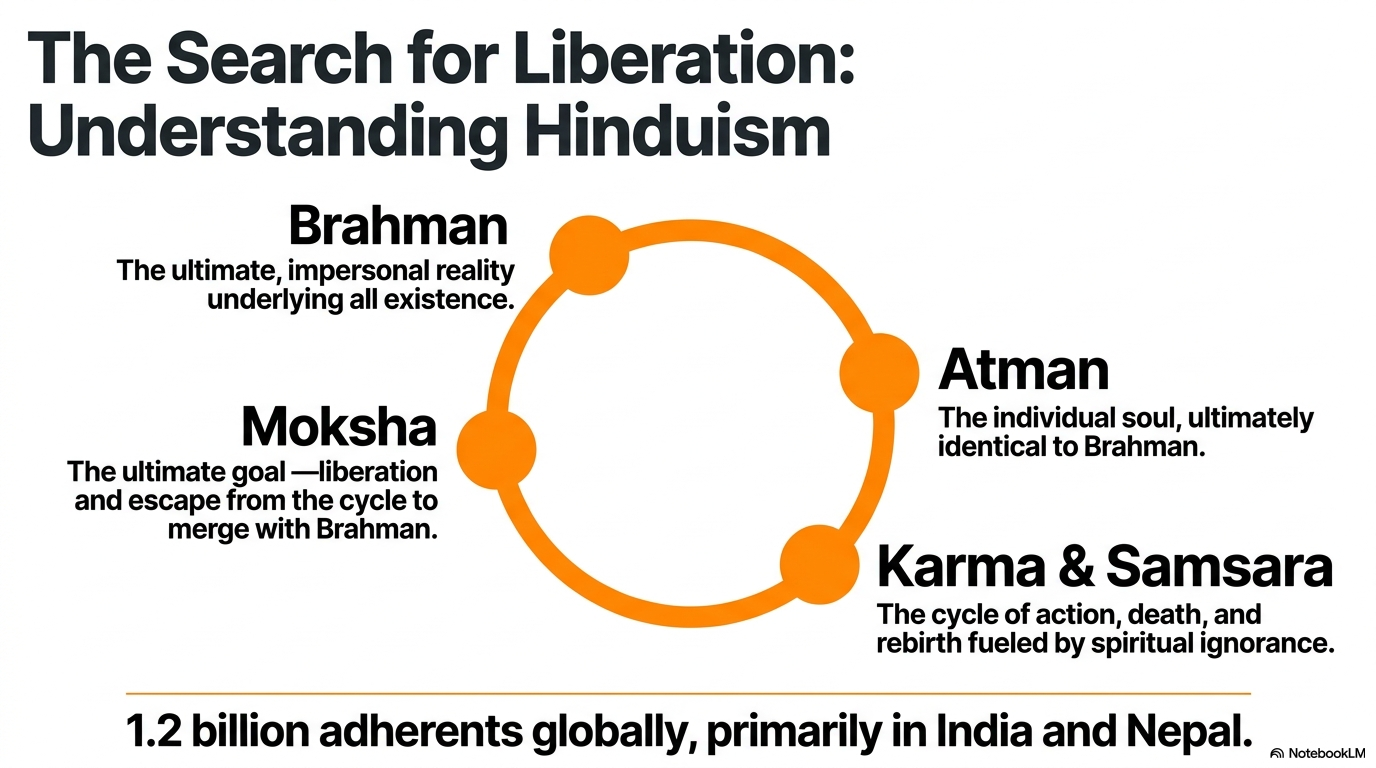 The Search for Liberation:
Understanding Hinduism
Brahman
The ultimate, impersonal reality
underlying all existence.
Atman
The individual soul, ultimately
identical to Brahman.
Karma & Samsara
The cycle of action, death, and
rebirth fueled by spiritual ignorance.
Moksha
The ultimate goal —liberation
and escape from the cycle to
merge with Brahman.
1.2 billion adherents globally, primarily in India and Nepal.
NotebookLM